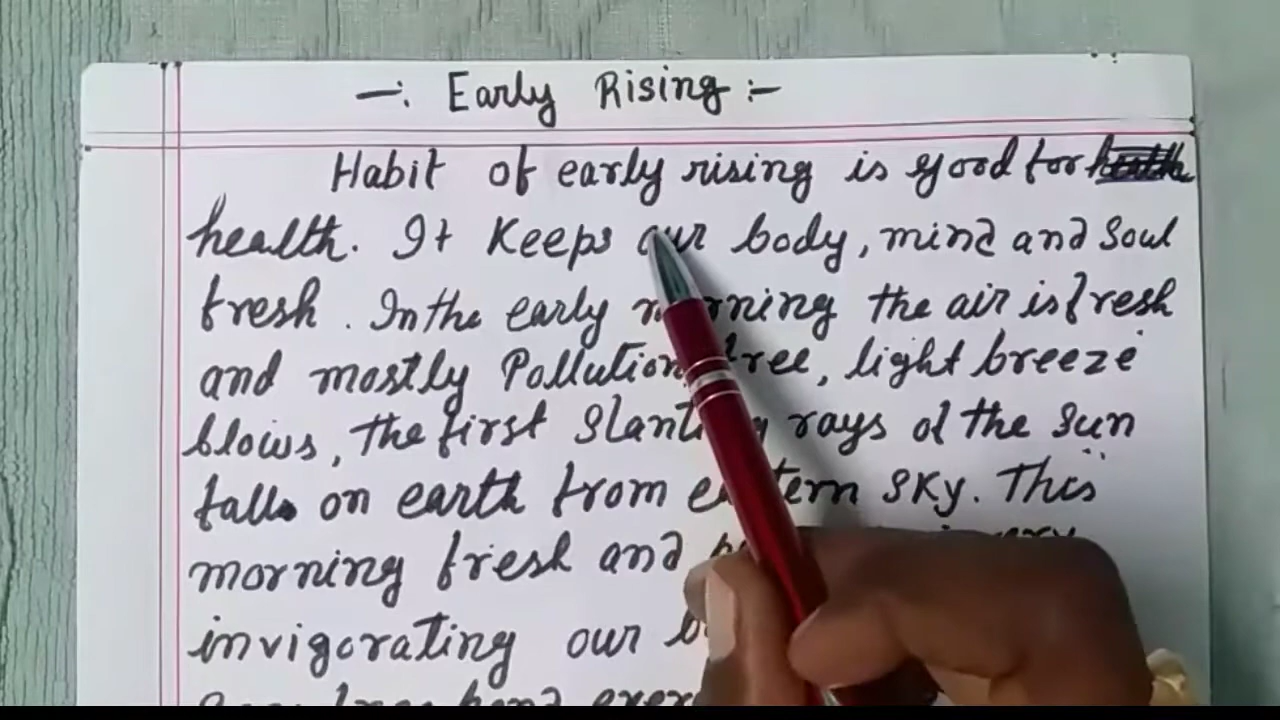 —: Early Rising :—
Habit of early rising is good for
health. It Keeps our body, mind and Soul
fresh. In the early morning the air is fresh
and mostly Pollution free, light breeze
blows, the first Slanting rays of the Sun
falls on earth from eastern SKy. This
morning fresh and
invigorating our